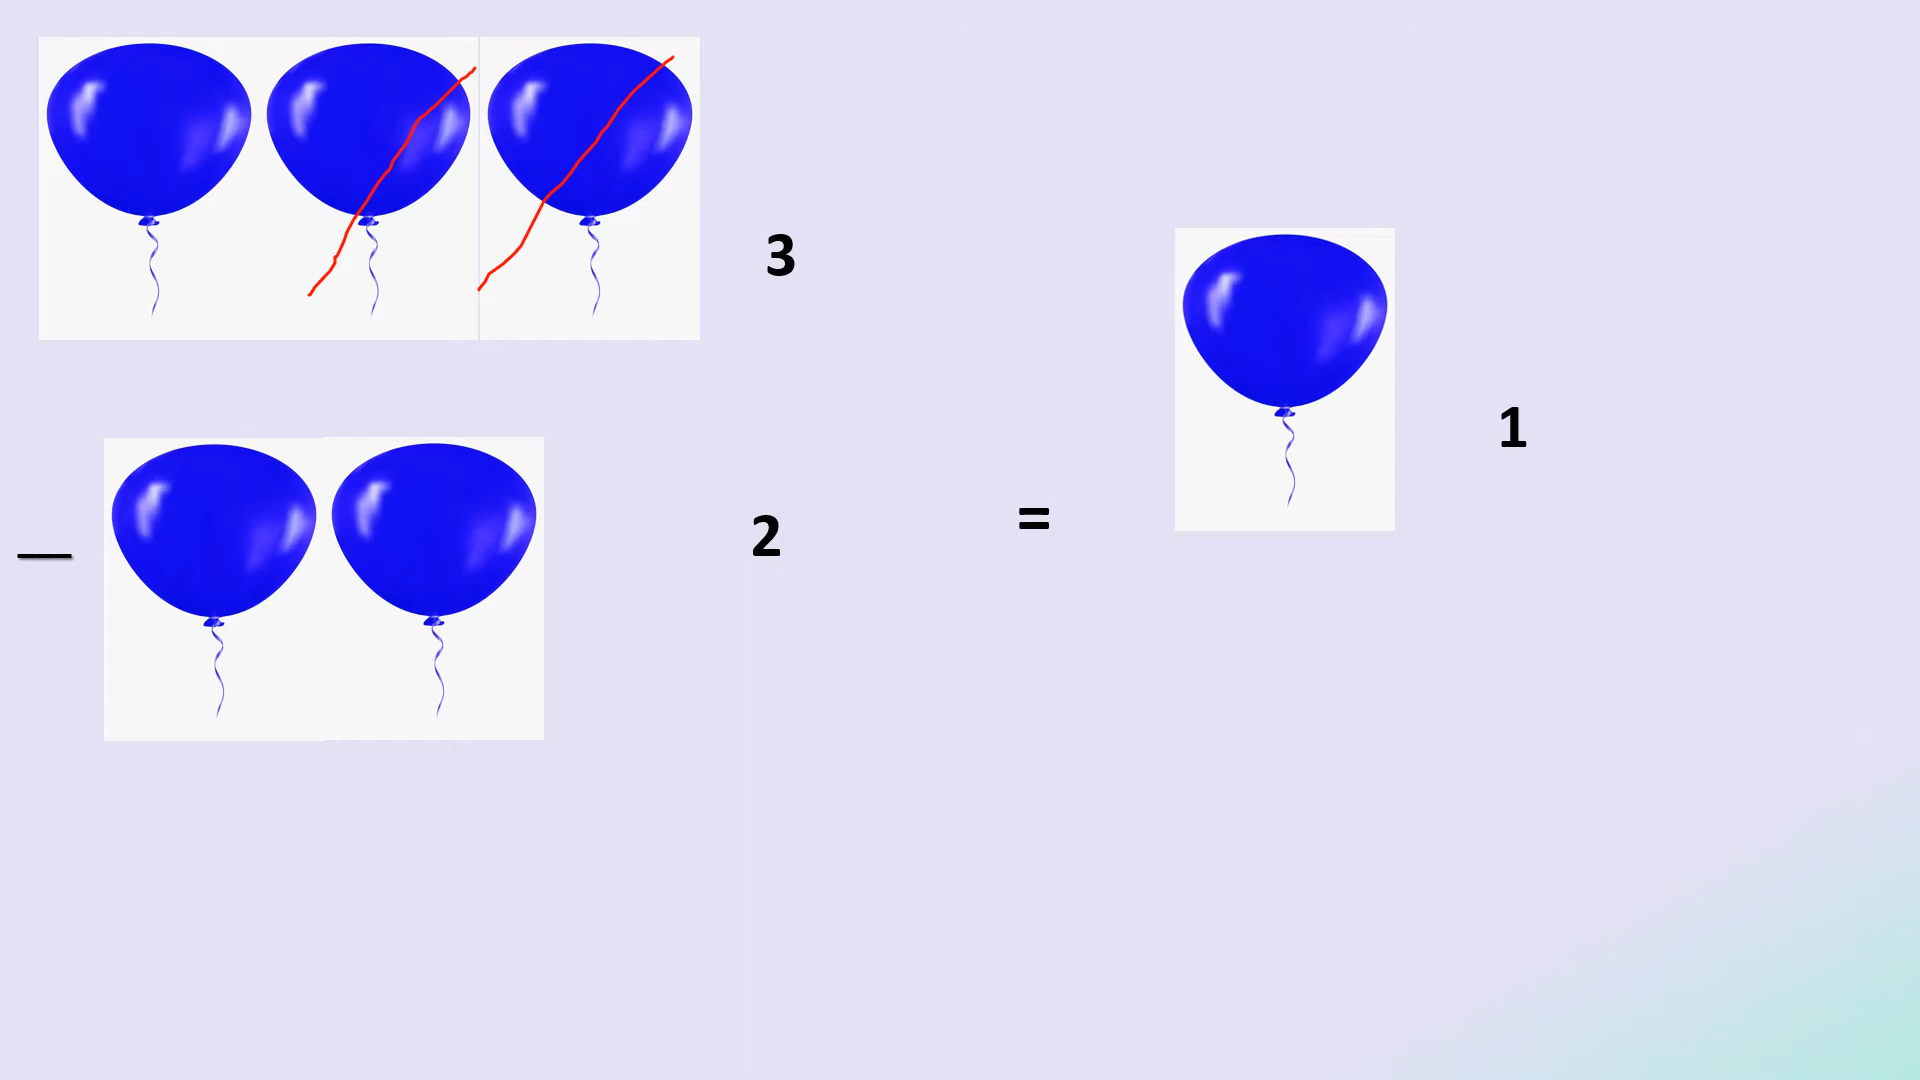 3
— 2
=
1